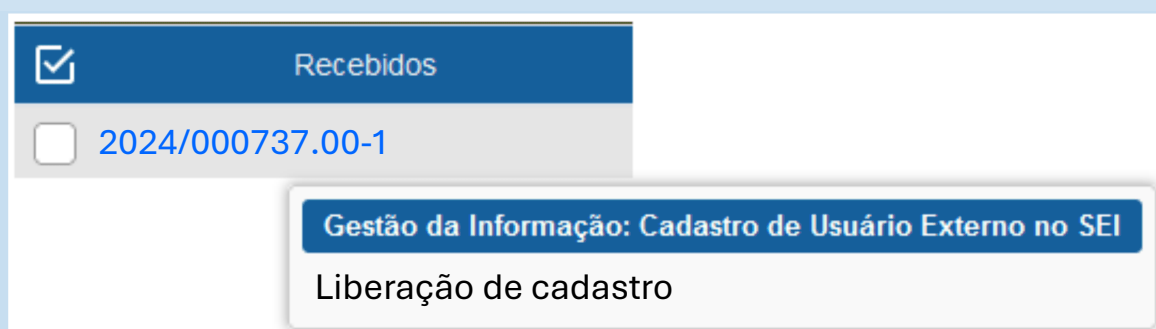 Recebidos
2024/000737.00-1
Gestão da Informação: Cadastro de Usuário Externo no SEI
Liberação de cadastro